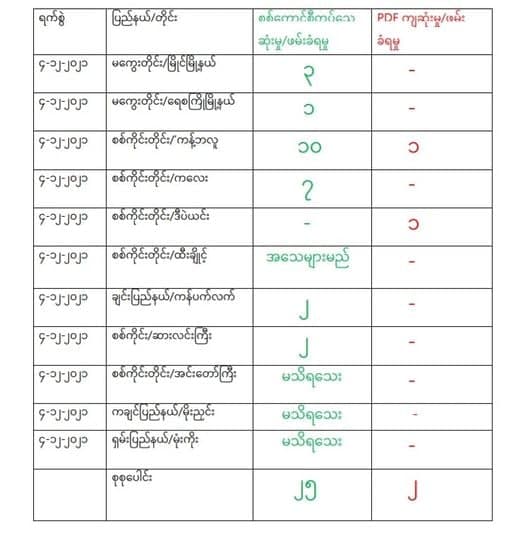 ရက်စွဲ ပြည်နယ်/တိုင်း စစ်ကောင်စီတပ်သေ PDF ကျဆုံးမှု/ဖမ်း
ဆုံးမှု/ဖမ်းခံရမှု ခံရမှု
၄-၁၂-၂၀၂၁ မကွေးတိုင်း/မြိုင်မြို့နယ် ၃ -
၄-၁၂-၂၀၂၁ မကွေးတိုင်း/ရေစကြိုမြို့နယ် ၁ -
၄-၁၂-၂၀၂၁ စစ်ကိုင်းတိုင်း/ကန့်ဘလူ ၁၀ ၁
၄-၁၂-၂၀၂၁ စစ်ကိုင်းတိုင်း/ကလေး ၇ -
၄-၁၂-၂၀၂၁ စစ်ကိုင်းတိုင်း/ဒီပဲယင်း - ၁
၄-၁၂-၂၀၂၁ စစ်ကိုင်းတိုင်း/ထီးချိုင့် အသေများမည် -
၄-၁၂-၂၀၂၁ ချင်းပြည်နယ်/ကန်ပက်လက် ၂ -
၄-၁၂-၂၀၂၁ စစ်ကိုင်း/ဆားလင်းကြီး ၂ -
၄-၁၂-၂၀၂၁ စစ်ကိုင်းတိုင်း/အင်းတော်ကြီး မသိရသေး -
၄-၁၂-၂၀၂၁ ကချင်ပြည်နယ်/မိုးညှင်း မသိရသေး -
၄-၁၂-၂၀၂၁ ရှမ်းပြည်နယ်/မုံးကိုး မသိရသေး -
စုစုပေါင်း ၂၅ ၂